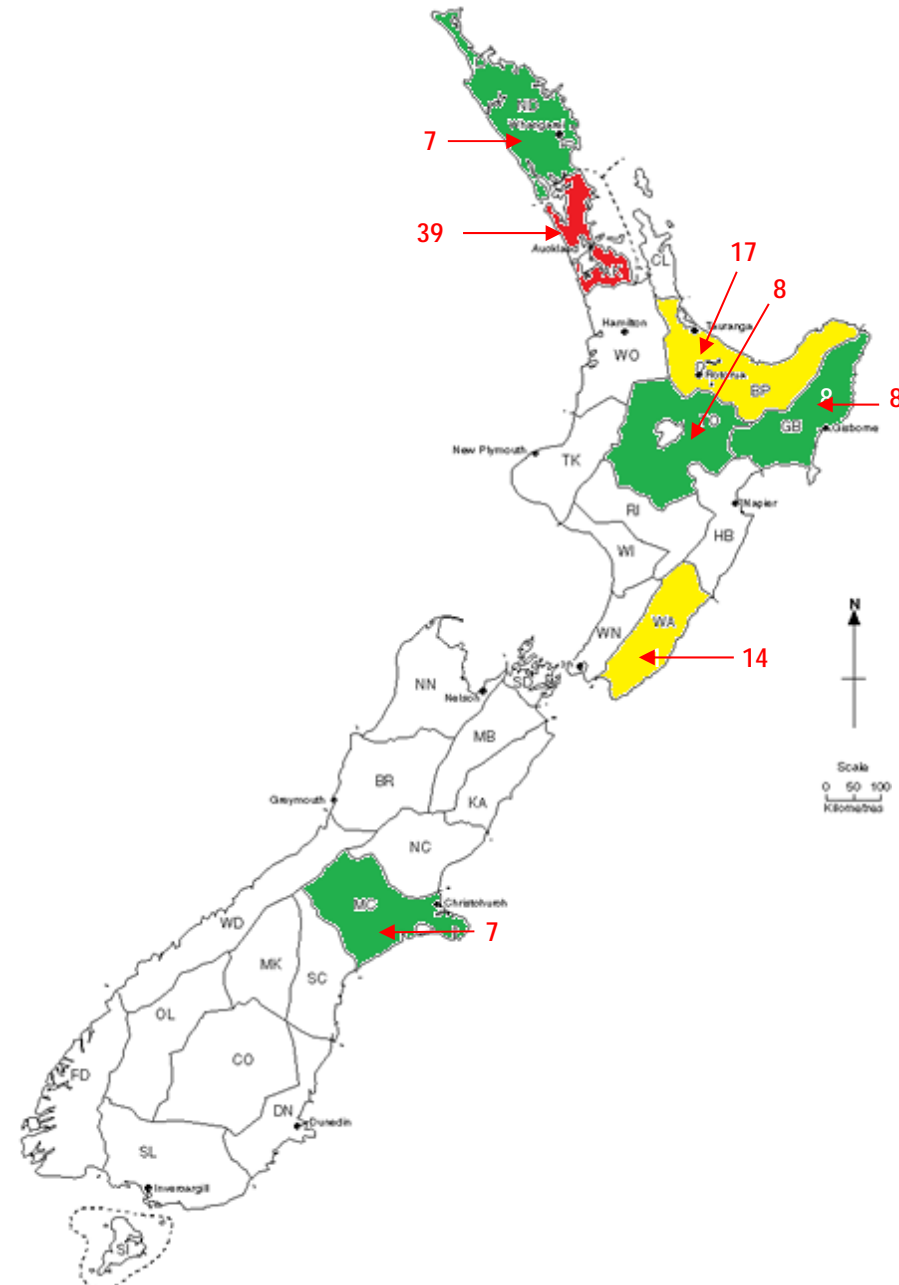 ND
Whangarei
7
39
Auckland
CL
17
8
Hamilton
Tauranga
WO
Rotorua
BP
8
TO
GB
Gisborne
New Plymouth
TK
RI
Napier
HB
WI
N
WN
WA
14
SD
NN
Nelson
MB
BR
Scale
0 50 100
Kilometres
Greymouth
KA
NC
MC
Christchurch
7
WD
MK
SC
OL
CO
FD
DN
Dunedin
SL
Invercargill
SI